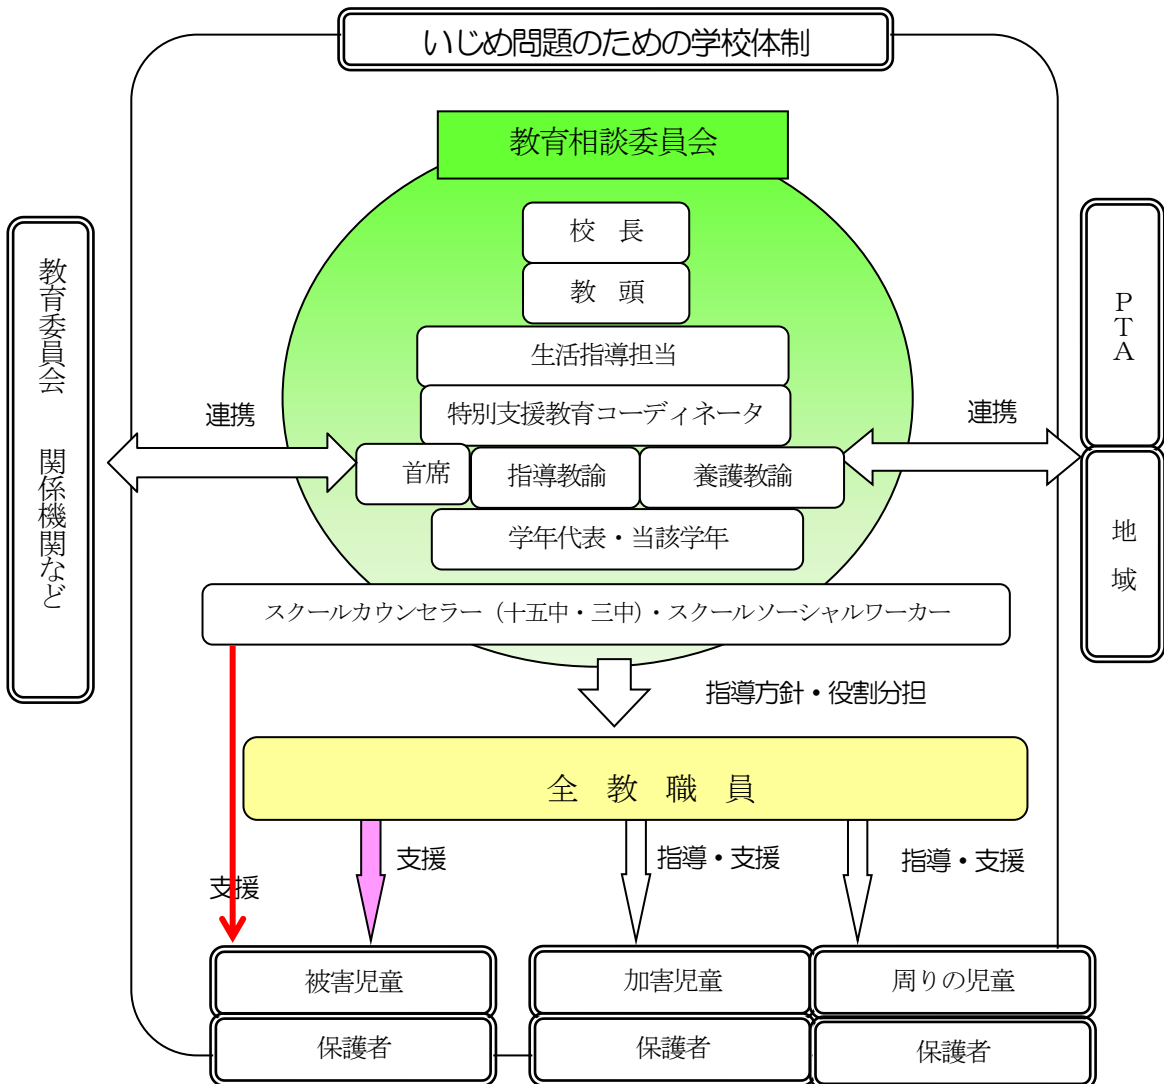 いじめ問題のための学校体制
教育相談委員会
校　長
教　頭
生活指導担当
特別支援教育コーディネータ
首席
指導教諭
養護教諭
学年代表・当該学年
スクールカウンセラー（十五中・三中）・スクールソーシャルワーカー
教育委員会　関係機関など
連携
連携
ＰＴＡ
地　域
指導方針・役割分担
全　教　職　員
支援
支援
指導・支援
指導・支援
被害児童
保護者
加害児童
保護者
周りの児童
保護者